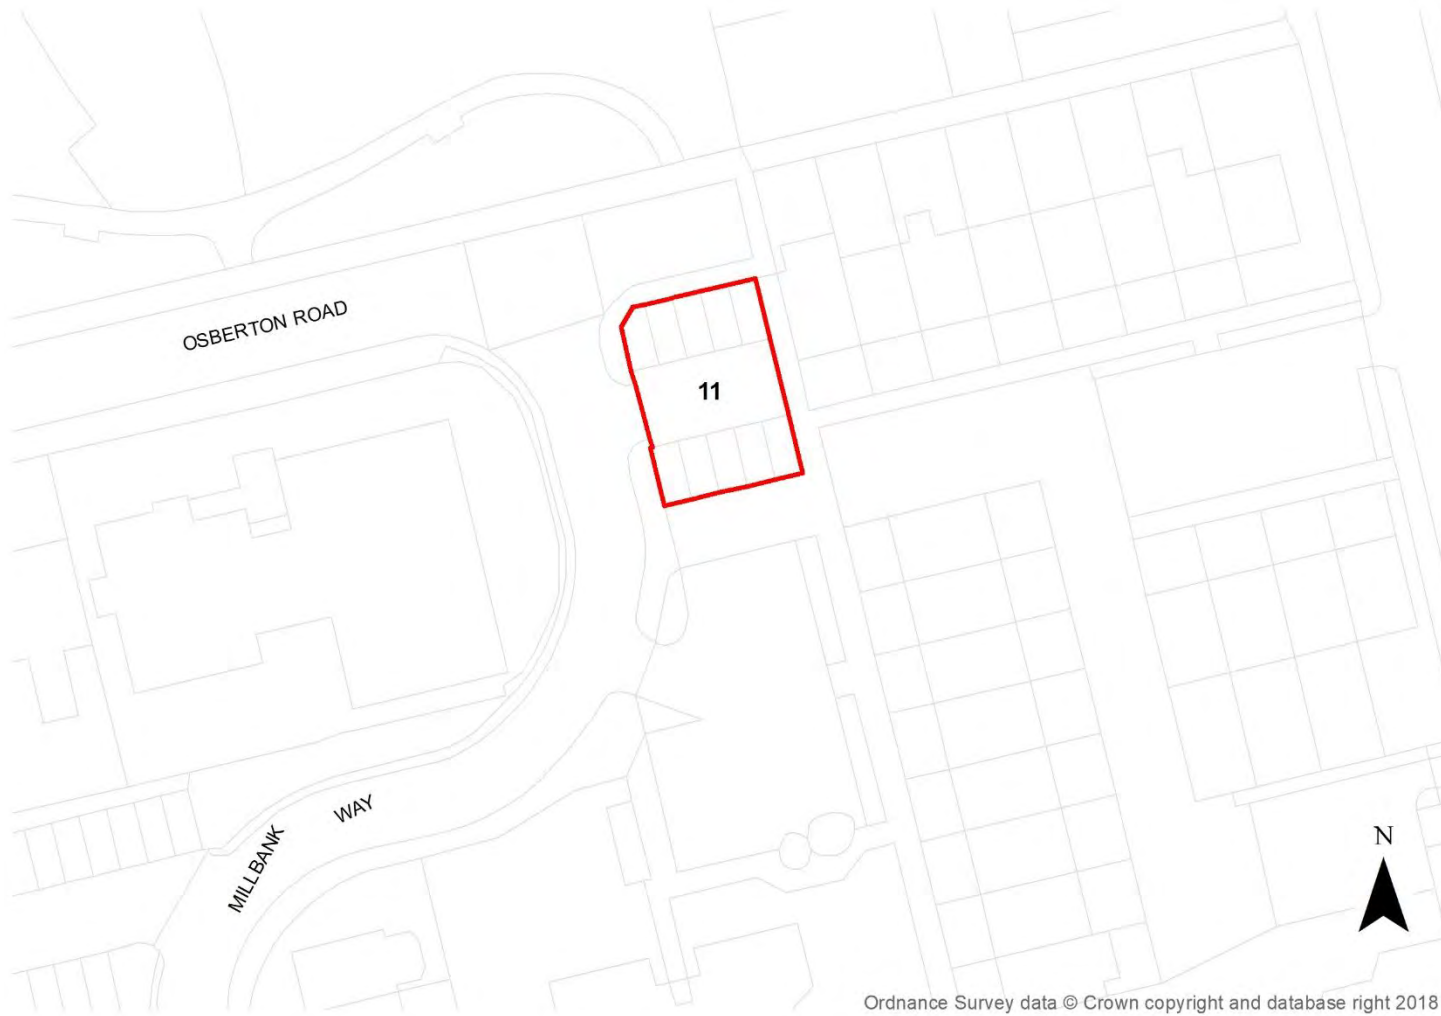 OSBERTON ROAD
11
WAY
MILLBANK
N
Ordnance Survey data © Crown copyright and database right 2018